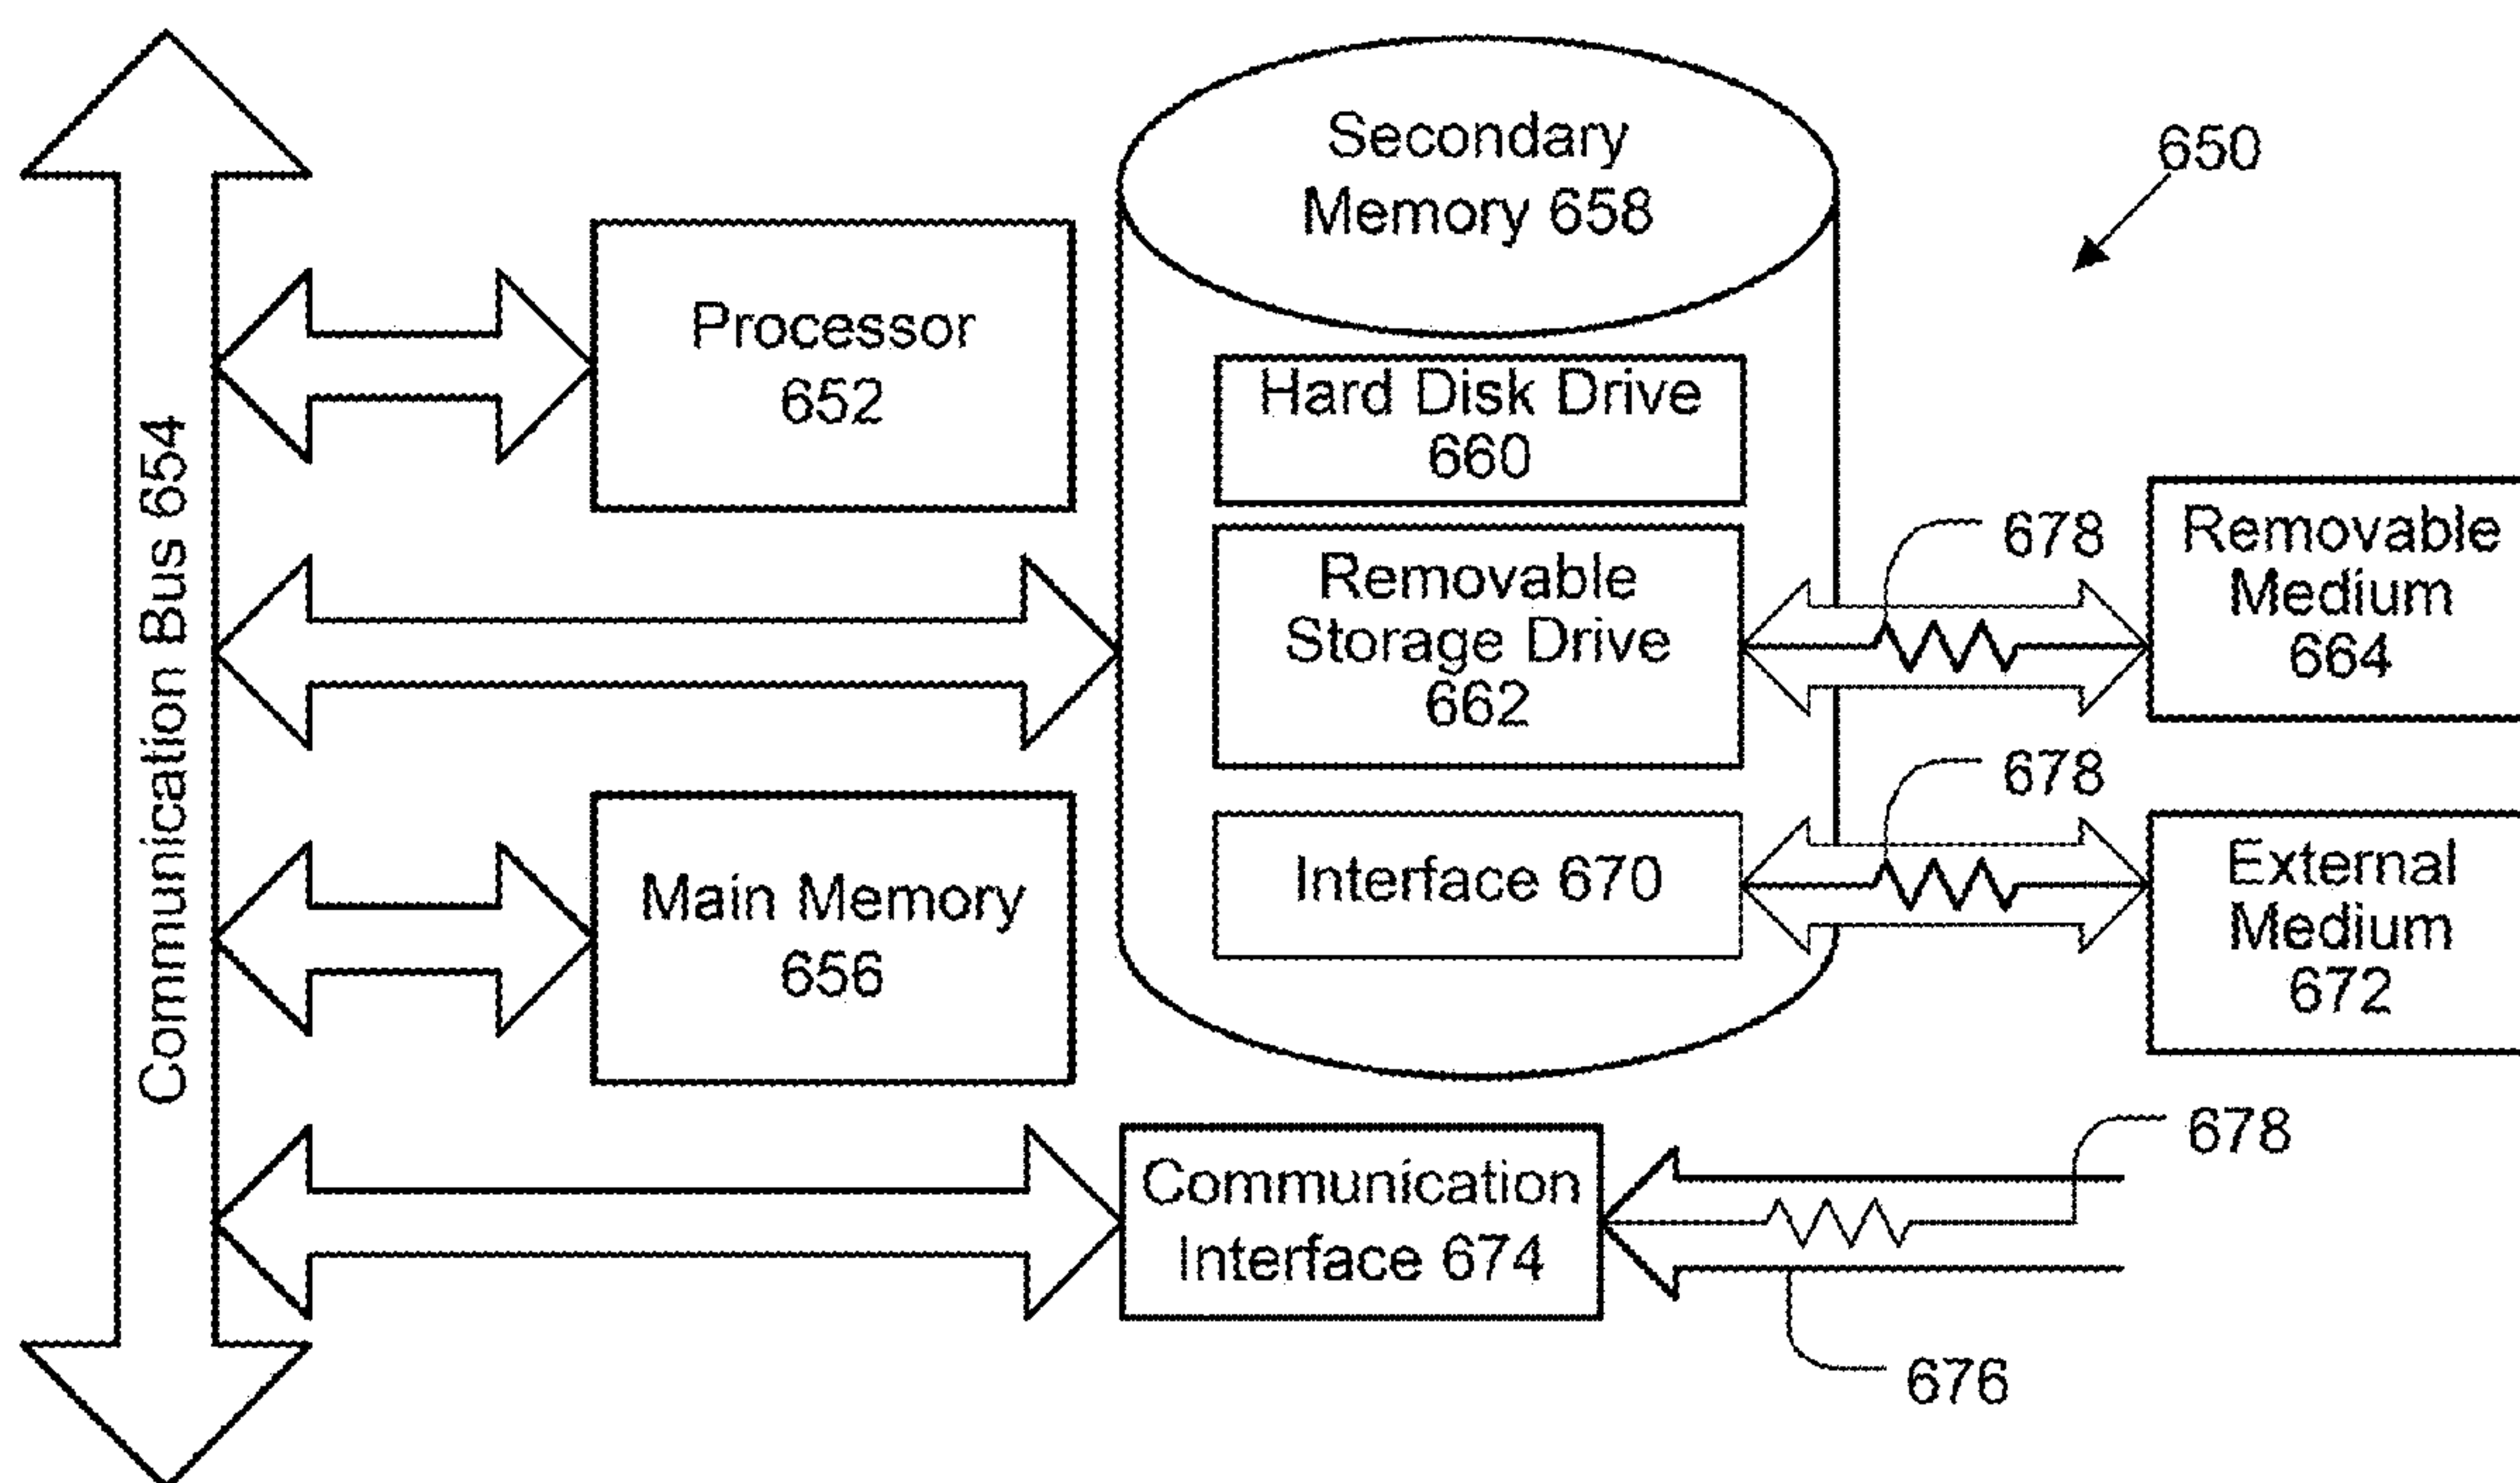 Communication Bus 654
Secondary
Memory 658
650
Processor
652
Hard Disk Drive
660
Removable
Storage Drive
662
678
Removable
Medium
664
678
Main Memory
656
Interface 670
External
Medium
672
Communication
Interface 674
678
676